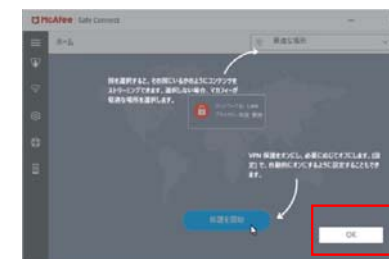 McAfee Safe Connect
ホーム
最適な場所
国を選択すると、その国にいるかのようにコンテンツを
ストリーミングできます。選択しない場合、マカフィーが
最適な場所を選択します。
VPN 保護をオンにし、必要に応じてオフにします。[設
定] で、自動的にオンにするように設定することもでき
ます。
保護を開始
OK